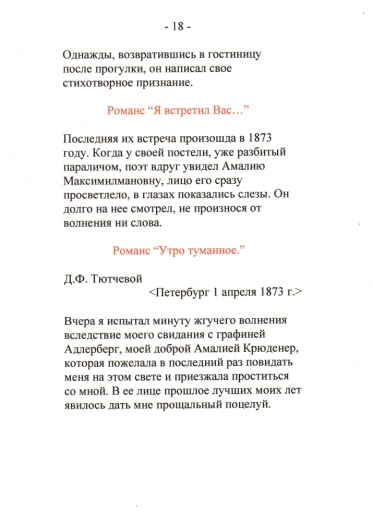 - 18 -
Однажды, возвратившись в гостиницу
после прогулки, он написал свое
стихотворное признание.
Романс “Я встретил Вас…”
Последняя их встреча произошда в 1873
году. Когда у своей постели, уже разбитый
параличом, поэт вдруг увидел Амалию
Максимилмановну, лицо его сразу
просветлело, в глазах показались слезы. Он
долго на нее смотрел, не произнося от
волнения ни слова.
Романс “Утро туманное.”
Д.Ф. Тютчевой
<Петербург 1 апреля 1873 г.>
Вчера я испытал минуту жгучего волнения
вследствие моего свидания с графиней
Адлерберг, моей доброй Амалией Крюденер,
которая пожелала в последний раз повидать
меня на этом свете и приезжала проститься
со мной. В ее лице прошлое лучших моих лет
явилось дать мне прощальный поцелуй.